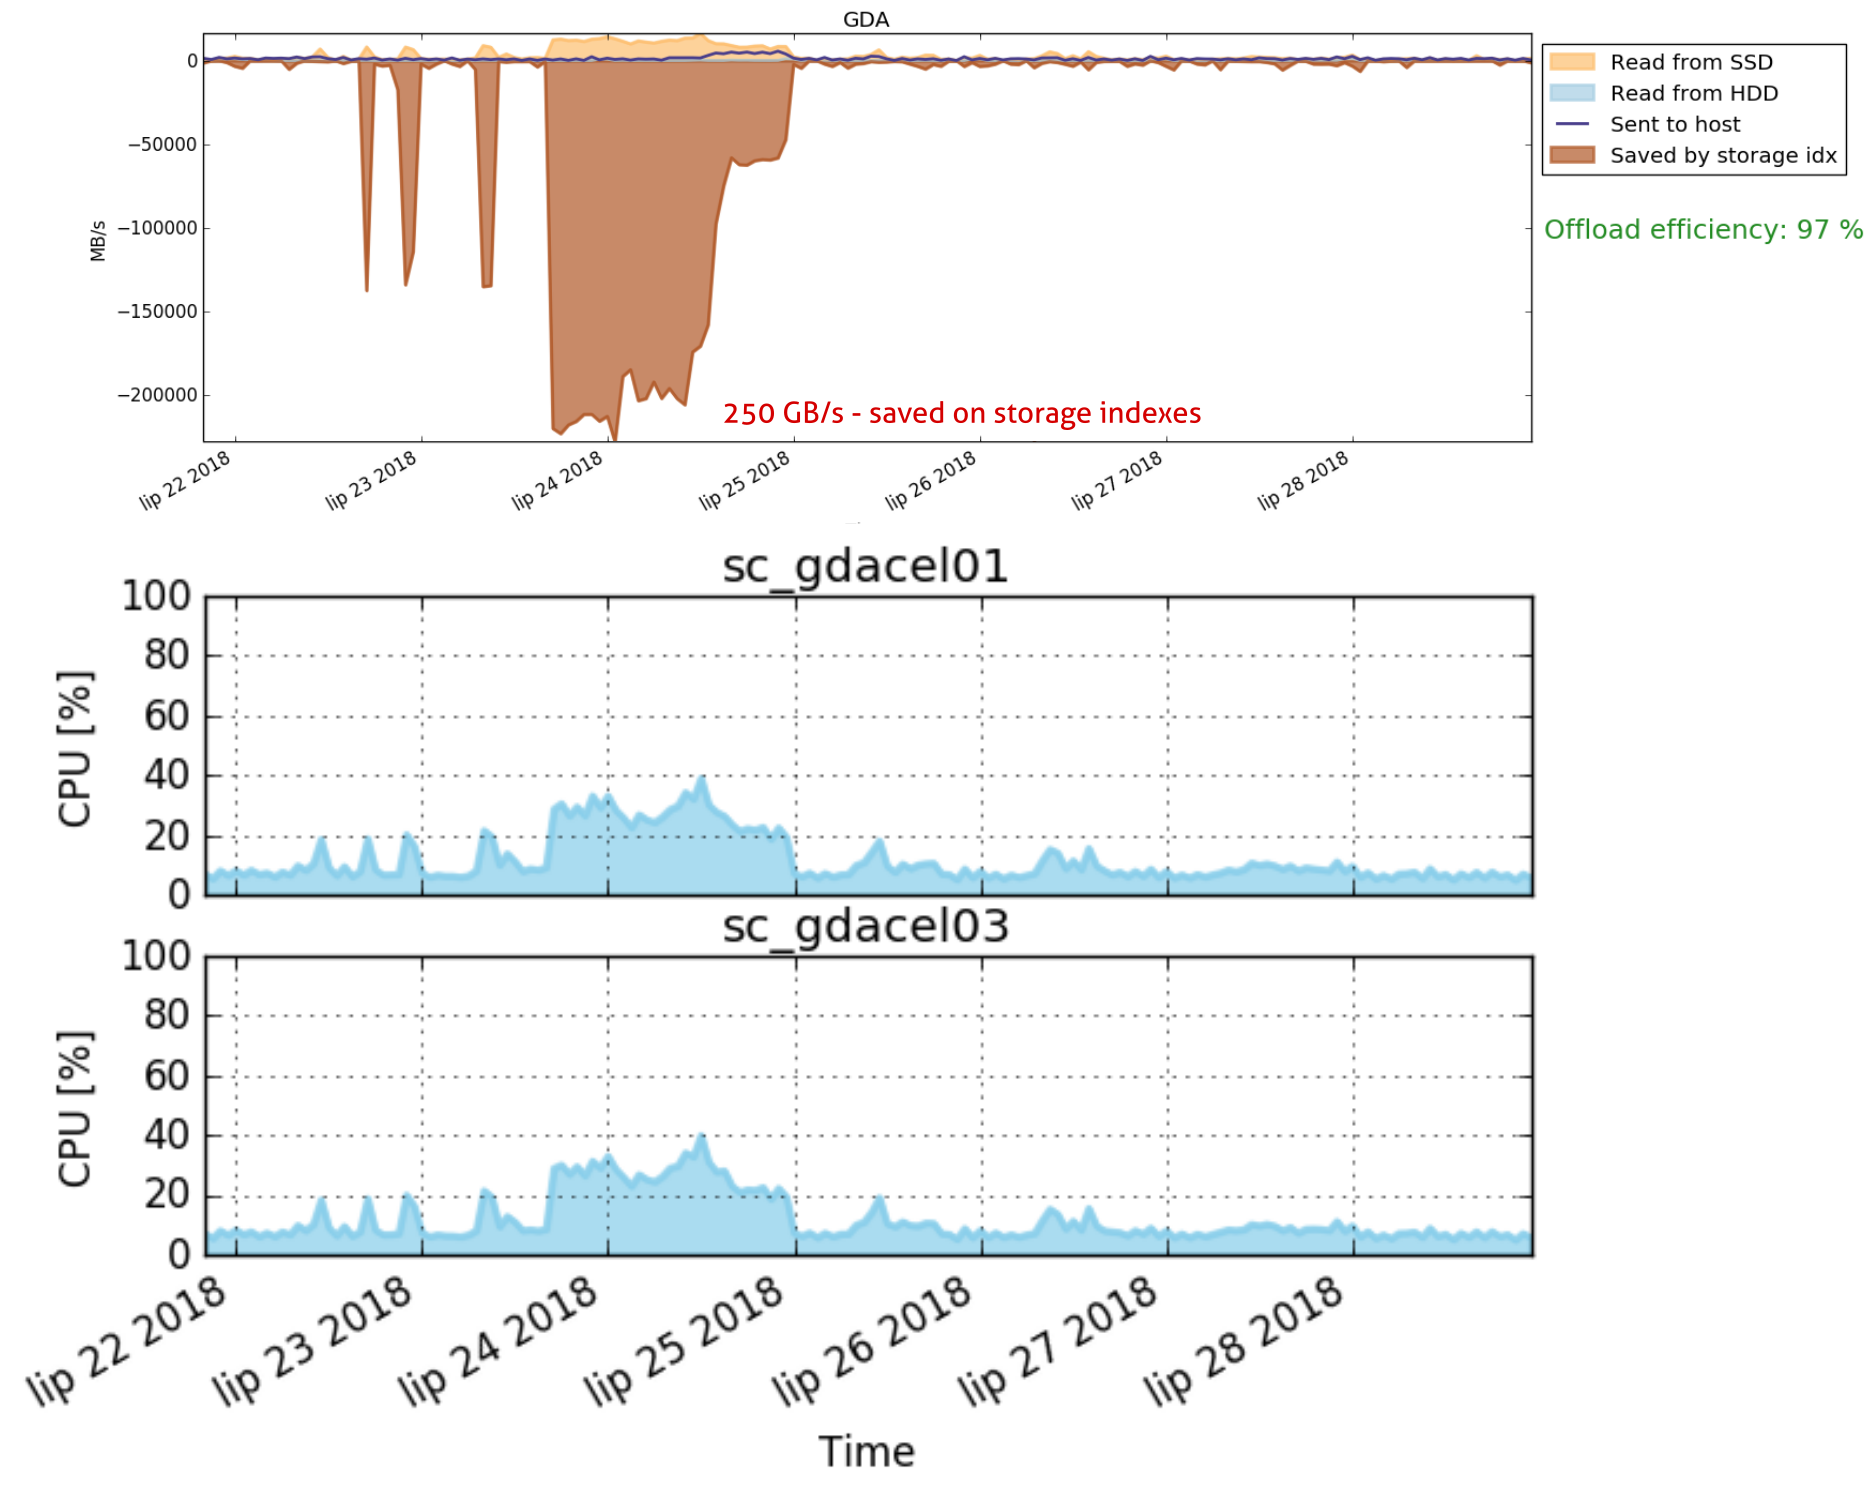 GDA
0
−50000
−100000
−150000
−200000
MB/s
Read from SSD
Read from HDD
Sent to host
Saved by storage idx
Offload efficiency: 97 %
250 GB/s - saved on storage indexes
lip 22 2018
lip 23 2018
lip 24 2018
lip 25 2018
lip 26 2018
lip 27 2018
lip 28 2018
sc_gdacel01
100
80
60
40
20
0
CPU [%]
sc_gdacel03
100
80
60
40
20
0
CPU [%]
lip 22 2018
lip 23 2018
lip 24 2018
lip 25 2018
lip 26 2018
lip 27 2018
lip 28 2018
Time